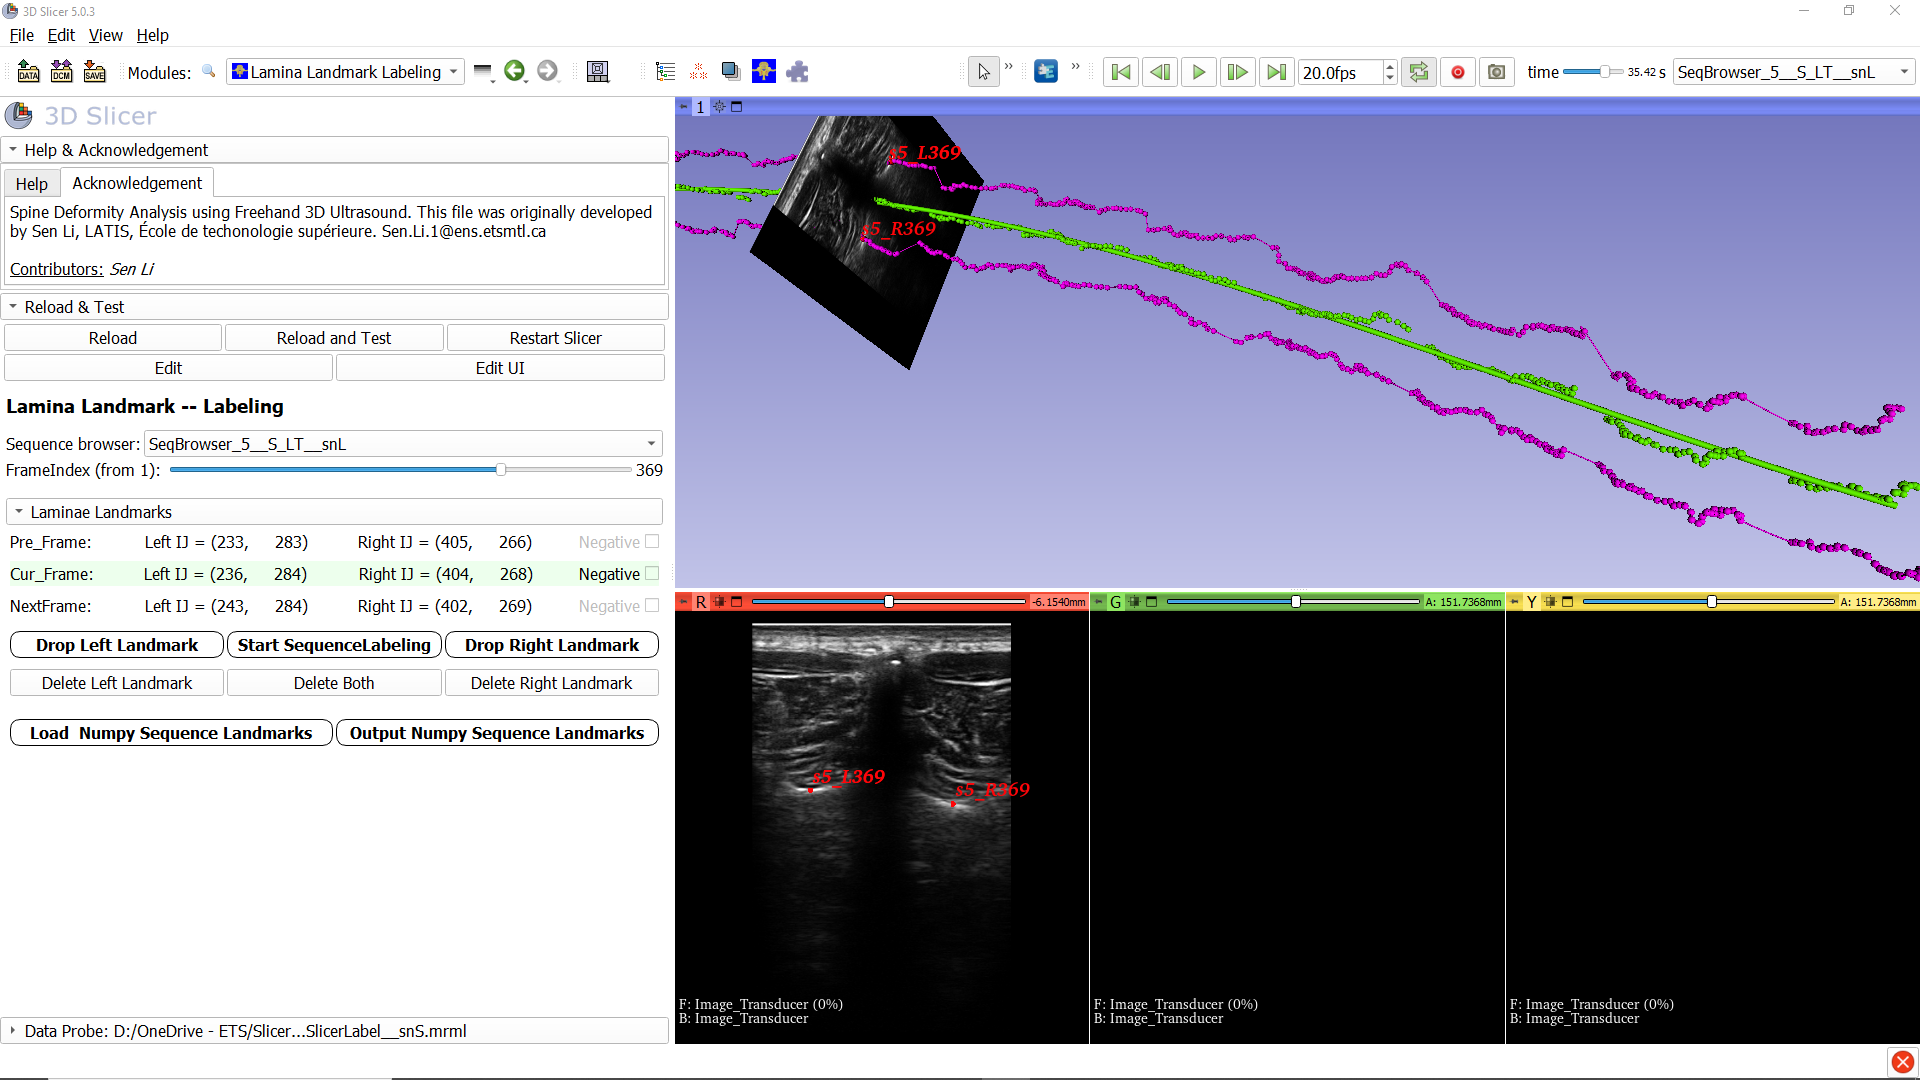 3D Slicer 5.0.3
File Edit View Help
DATA DCM SAVE Modules: Lamina Landmark Labeling 20.0fps time 35.42 s SeqBrowser_5__S_LT__snL
3D Slicer
Help & Acknowledgement
Help Acknowledgement
Spine Deformity Analysis using Freehand 3D Ultrasound. This file was originally developed
by Sen Li, LATIS, École de techonologie supérieure. Sen.Li.1@ens.etsmtl.ca
Contributors: Sen Li
Reload & Test
Reload Reload and Test Restart Slicer
Edit Edit UI
Lamina Landmark -- Labeling
Sequence browser: SeqBrowser_5__S_LT__snL
FrameIndex (from 1): 369
Laminae Landmarks
Pre_Frame: Left IJ = (233, 283) Right IJ = (405, 266) Negative
Cur_Frame: Left IJ = (236, 284) Right IJ = (404, 268) Negative
NextFrame: Left IJ = (243, 284) Right IJ = (402, 269) Negative
Drop Left Landmark Start SequenceLabeling Drop Right Landmark
Delete Left Landmark Delete Both Delete Right Landmark
Load Numpy Sequence Landmarks Output Numpy Sequence Landmarks
Data Probe: D:/OneDrive - ETS/Slicer...SlicerLabel__snS.mrml
1
s5_L369
s5_R369
R -6.1540mm
s5_L369
s5_R369
F: Image_Transducer (0%)
B: Image_Transducer
G A: 151.7368mm
F: Image_Transducer (0%)
B: Image_Transducer
Y A: 151.7368mm
F: Image_Transducer (0%)
B: Image_Transducer